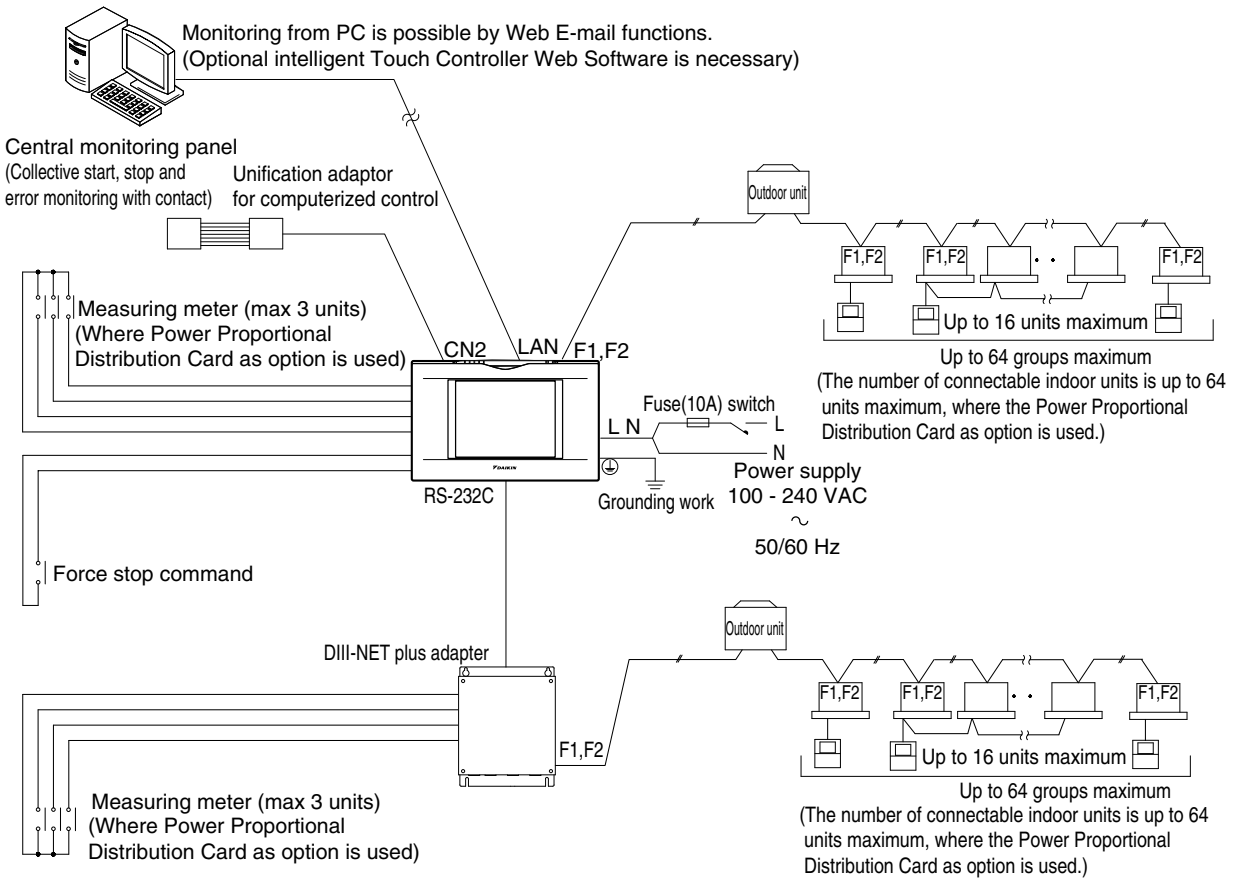 Monitoring from PC is possible by Web E-mail functions.
(Optional intelligent Touch Controller Web Software is necessary)
Central monitoring panel
(Collective start, stop and
error monitoring with contact)
Unification adaptor
for computerized control
Outdoor unit
F1,F2
F1,F2
F1,F2
Up to 16 units maximum
Up to 64 groups maximum
(The number of connectable indoor units is up to 64
units maximum, where the Power Proportional
Distribution Card as option is used.)
Measuring meter (max 3 units)
(Where Power Proportional
Distribution Card as option is used)
CN2
LAN
F1,F2
Fuse(10A) switch
L N
L
N
DAIKIN
RS-232C
Grounding work
Power supply
100 - 240 VAC
~
50/60 Hz
Force stop command
DIII-NET plus adapter
Outdoor unit
F1,F2
F1,F2
F1,F2
F1,F2
Up to 16 units maximum
Up to 64 groups maximum
(The number of connectable indoor units is up to 64
units maximum, where the Power Proportional
Distribution Card as option is used.)
Measuring meter (max 3 units)
(Where Power Proportional
Distribution Card as option is used)